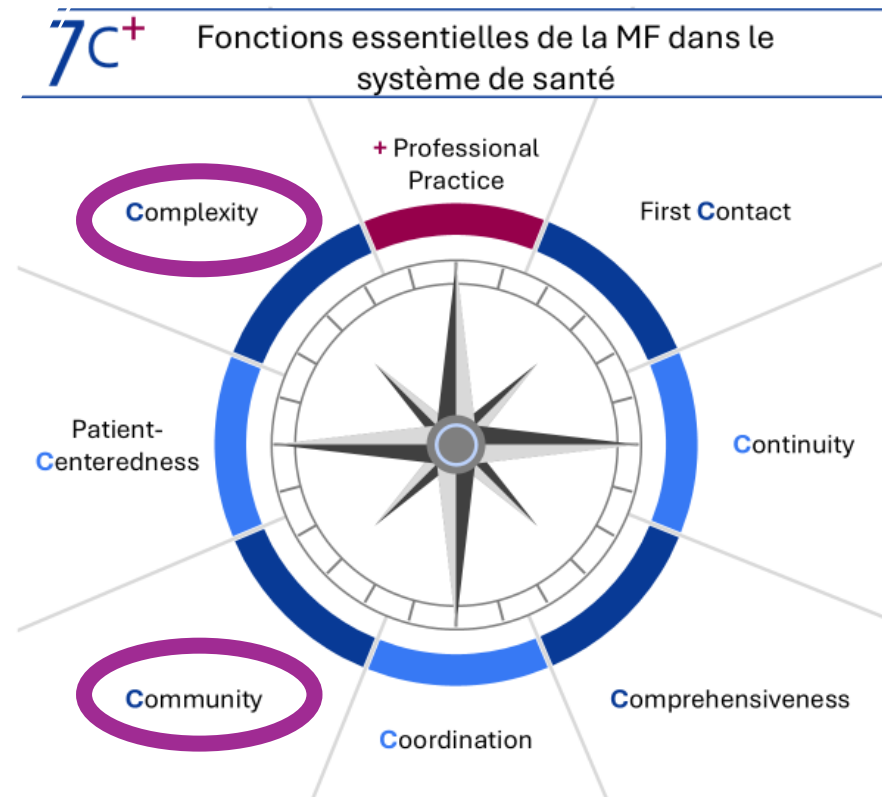 7C+
Fonctions essentielles de la MF dans le
système de santé
+ Professional
Practice
Complexity
First Contact
Patient-
Centeredness
Continuity
Community
Comprehensiveness
Coordination